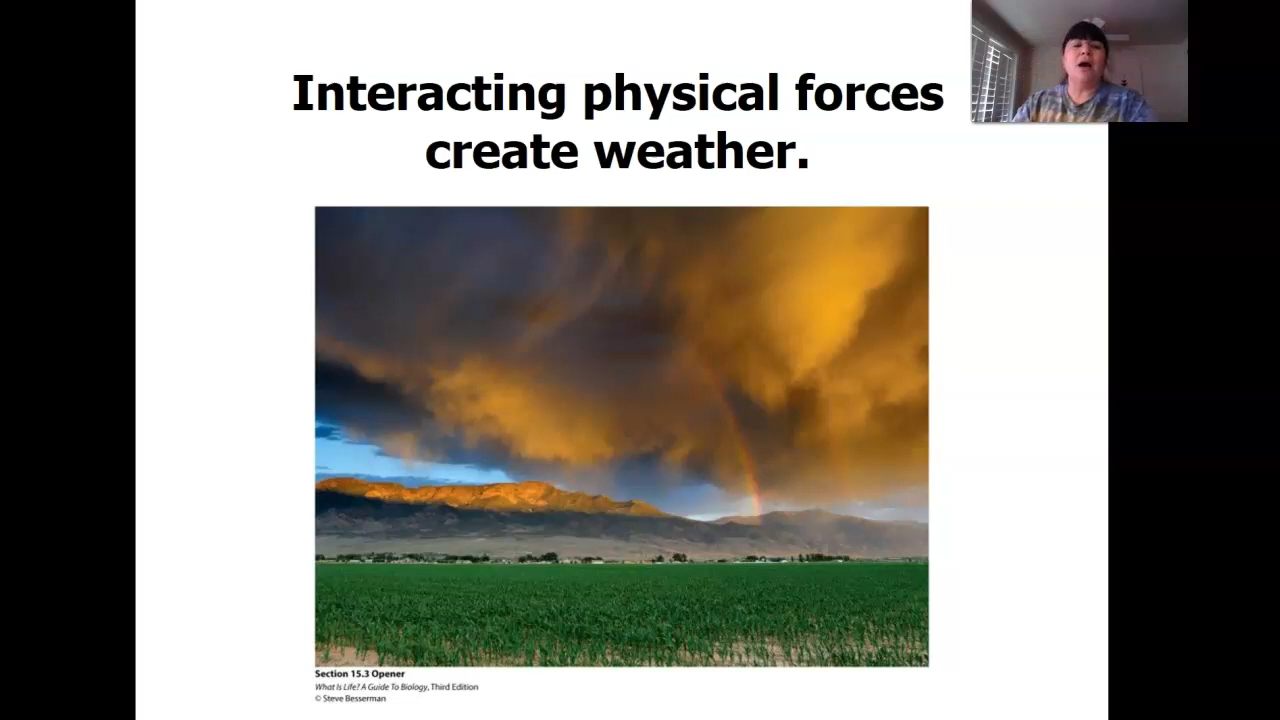 Interacting physical forces
create weather.
Section 15.3 Opener
What Is Life? A Guide To Biology, Third Edition
© Steve Besserman